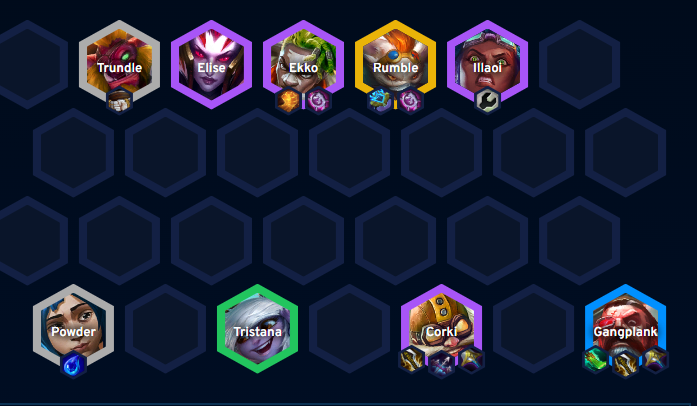 Trundle
Elise
Ekko
Rumble
Illaoi
Powder
Tristana
Corki
Gangplank